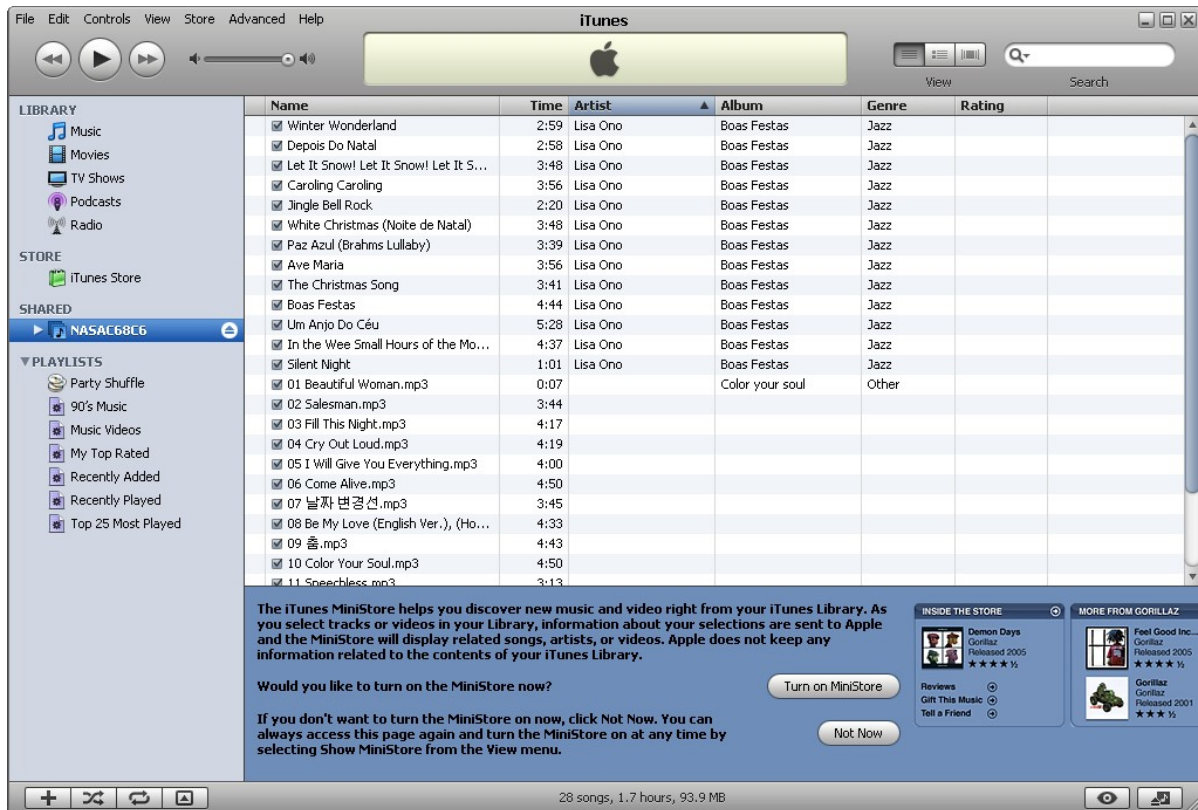 File Edit Controls View Store Advanced Help
iTunes
View
Search
LIBRARY
Music
Movies
TV Shows
Podcasts
Radio
STORE
iTunes Store
SHARED
NASAC68C6
PLAYLISTS
Party Shuffle
90's Music
Music Videos
My Top Rated
Recently Added
Recently Played
Top 25 Most Played
Name Time Artist Album Genre Rating
Winter Wonderland 2:59 Lisa Ono Boas Festas Jazz
Depois Do Natal 2:58 Lisa Ono Boas Festas Jazz
Let It Snow! Let It Snow! Let It S... 3:48 Lisa Ono Boas Festas Jazz
Caroling Caroling 3:56 Lisa Ono Boas Festas Jazz
Jingle Bell Rock 2:20 Lisa Ono Boas Festas Jazz
White Christmas (Noite de Natal) 3:48 Lisa Ono Boas Festas Jazz
Paz Azul (Brahms Lullaby) 3:39 Lisa Ono Boas Festas Jazz
Ave Maria 3:56 Lisa Ono Boas Festas Jazz
The Christmas Song 3:41 Lisa Ono Boas Festas Jazz
Boas Festas 4:44 Lisa Ono Boas Festas Jazz
Um Anjo Do Céu 5:28 Lisa Ono Boas Festas Jazz
In the Wee Small Hours of the Mo... 4:37 Lisa Ono Boas Festas Jazz
Silent Night 1:01 Lisa Ono Boas Festas Jazz
01 Beautiful Woman.mp3 0:07 Color your soul Other
02 Salesman.mp3 3:44
03 Fill This Night.mp3 4:17
04 Cry Out Loud.mp3 4:19
05 I Will Give You Everything.mp3 4:00
06 Come Alive.mp3 4:50
07 날짜 변경선.mp3 3:45
08 Be My Love (English Ver.), (Ho... 4:33
09 춤.mp3 4:43
10 Color Your Soul.mp3 4:50
11 Speechless.mp3 3:13
The iTunes MiniStore helps you discover new music and video right from your iTunes Library. As
you select tracks or videos in your Library, information about your selections are sent to Apple
and the MiniStore will display related songs, artists, or videos. Apple does not keep any
information related to the contents of your iTunes Library.
Would you like to turn on the MiniStore now?
Turn on MiniStore
If you don't want to turn the MiniStore on now, click Not Now. You can
always access this page again and turn the MiniStore on at any time by
selecting Show MiniStore from the View menu.
Not Now
INSIDE THE STORE
Demon Days
Gorillaz
Released 2005
Reviews
Gift This Music
Tell a Friend
MORE FROM GORILLAZ
Feel Good Inc...
Gorillaz
Released 2005
Gorillaz
Gorillaz
Released 2001
28 songs, 1.7 hours, 93.9 MB